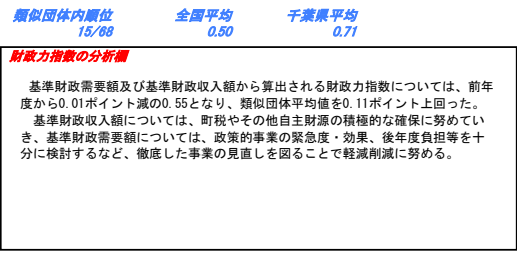 類似団体内順位 全国平均 千葉県平均
15/68 0.50 0.71
財政力指数の分析欄
基準財政需要額及び基準財政収入額から算出される財政力指数については、前年
度から0.01ポイント減の0.55となり、類似団体平均値を0.11ポイント上回った。
基準財政収入額については、町税やその他自主財源の積極的な確保に努めてい
き、基準財政需要額については、政策的事業の緊急度・効果、後年度負担等を十
分に検討するなど、徹底した事業の見直しを図ることで軽減削減に努める。